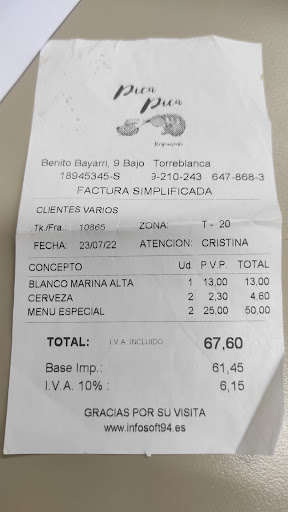 Pica
Pica
Benito Bayarri, 9 Bajo Torreblanca
18945345-S 9-210-243 647-868-3
FACTURA SIMPLIFICADA
CLIENTES VARIOS
Tk./Fra.: 10865 ZONA: T - 20
FECHA: 23/07/22 ATENCION: CRISTINA
CONCEPTO Ud. P.V.P. TOTAL
BLANCO MARINA ALTA 1 13,00 13,00
CERVEZA 2 2,30 4,60
MENU ESPECIAL 2 25,00 50,00
TOTAL: I.V.A. INCLUIDO 67,60
Base Imp.: 61,45
I.V.A. 10% : 6,15
GRACIAS POR SU VISITA
www.infosoft94.es